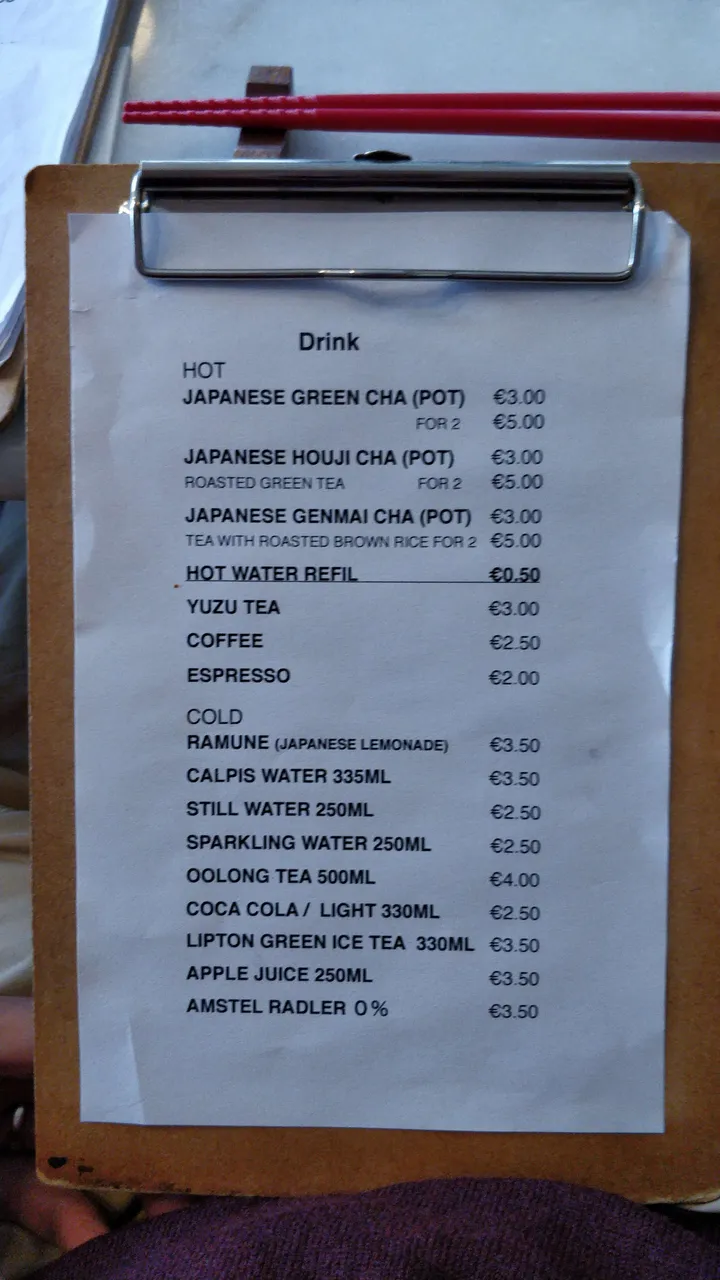 Drink
HOT
JAPANESE GREEN CHA (POT) €3.00
FOR 2 €5.00
JAPANESE HOUJI CHA (POT) €3.00
ROASTED GREEN TEA FOR 2 €5.00
JAPANESE GENMAI CHA (POT) €3.00
TEA WITH ROASTED BROWN RICE FOR 2 €5.00
HOT WATER REFIL €0.50
YUZU TEA €3.00
COFFEE €2.50
ESPRESSO €2.00
COLD
RAMUNE (JAPANESE LEMONADE) €3.50
CALPIS WATER 335ML €3.50
STILL WATER 250ML €2.50
SPARKLING WATER 250ML €2.50
OOLONG TEA 500ML €4.00
COCA COLA / LIGHT 330ML €2.50
LIPTON GREEN ICE TEA 330ML €3.50
APPLE JUICE 250ML €3.50
AMSTEL RADLER 0% €3.50